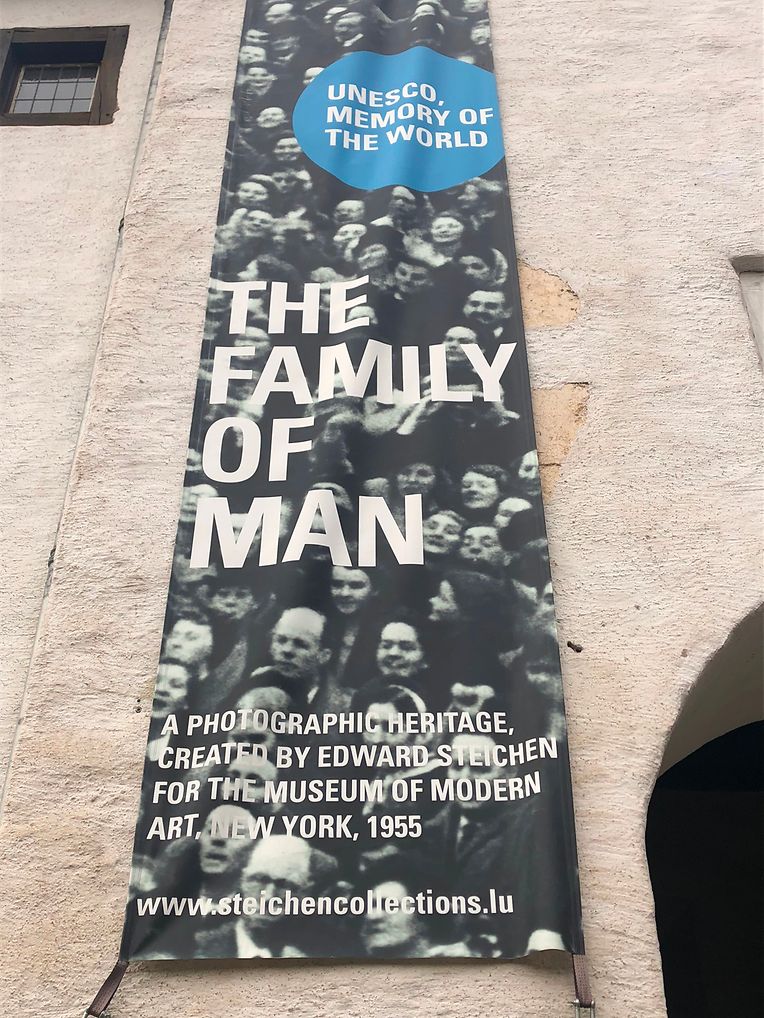 UNESCO,
MEMORY OF
THE WORLD
THE
FAMILY
OF
MAN
A PHOTOGRAPHIC HERITAGE,
CREATED BY EDWARD STEICHEN
FOR THE MUSEUM OF MODERN
ART, NEW YORK, 1955
www.steichencollections.lu